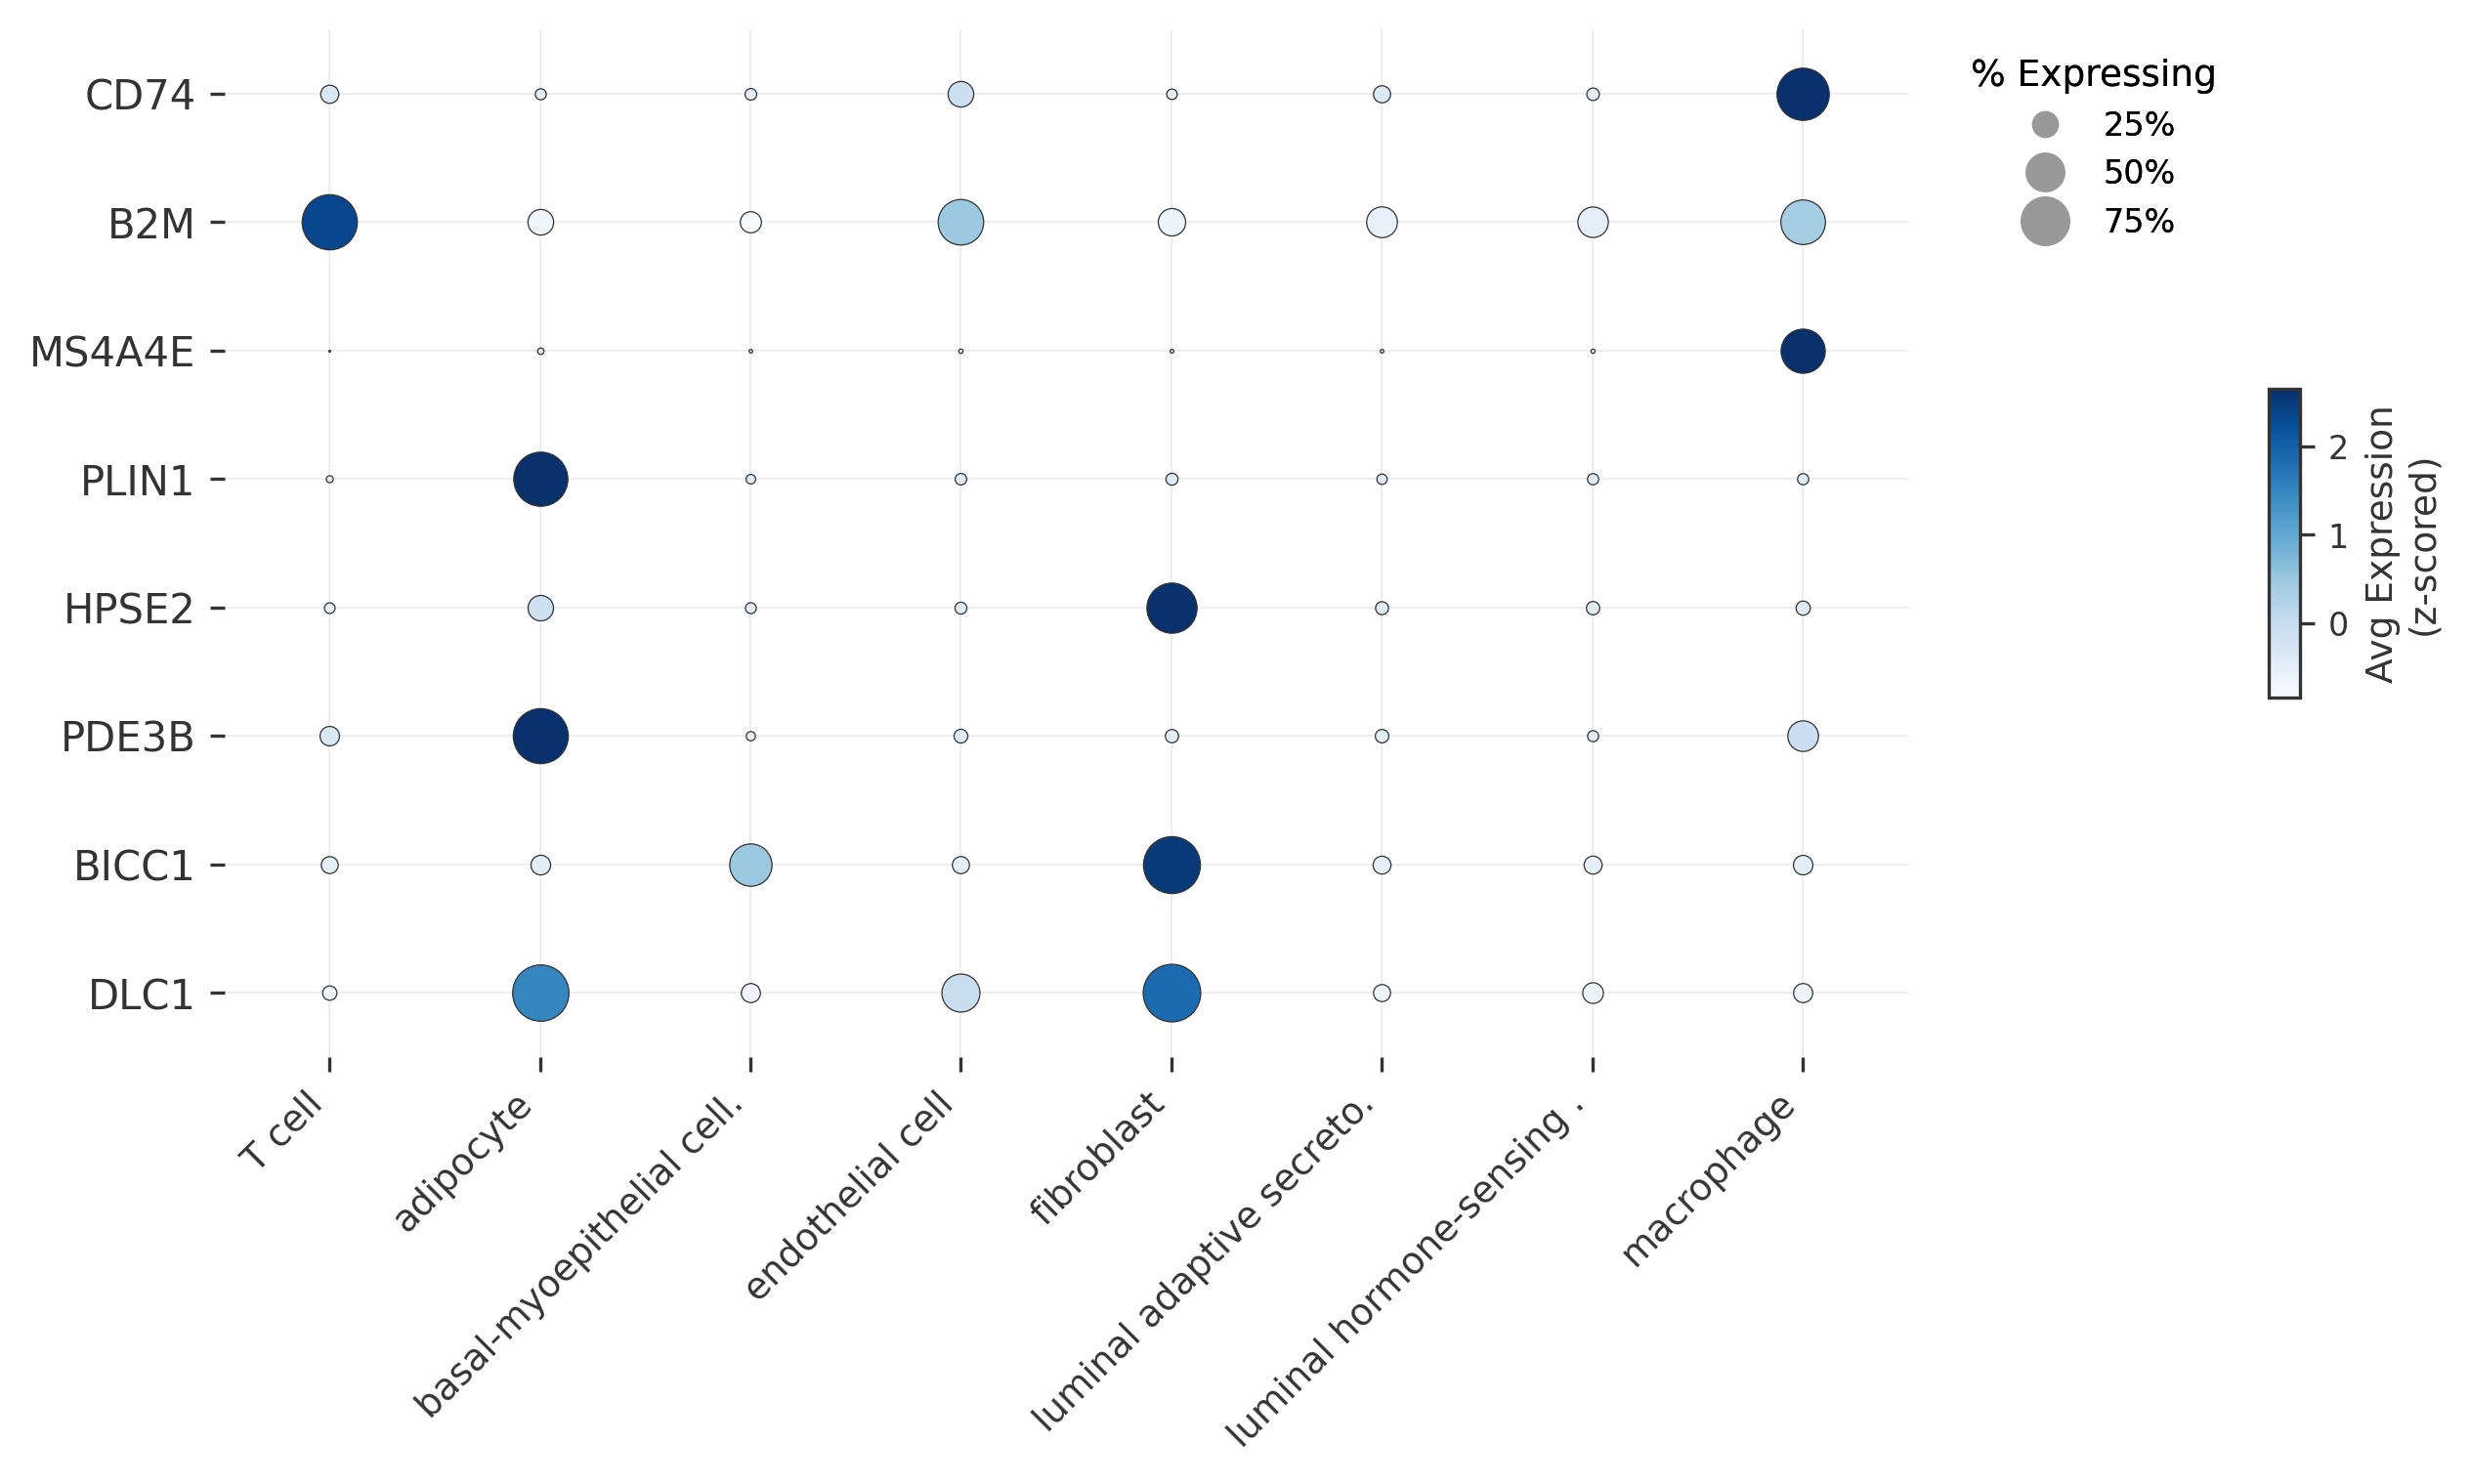 CD74
B2M
MS4A4E
PLIN1
HPSE2
PDE3B
BICC1
DLC1
T cell
adipocyte
basal-myoepithelial cell.
endothelial cell
fibroblast
luminal adaptive secreto.
luminal hormone-sensing .
macrophage
% Expressing
25%
50%
75%
2
1
0
Avg Expression
(z-scored)